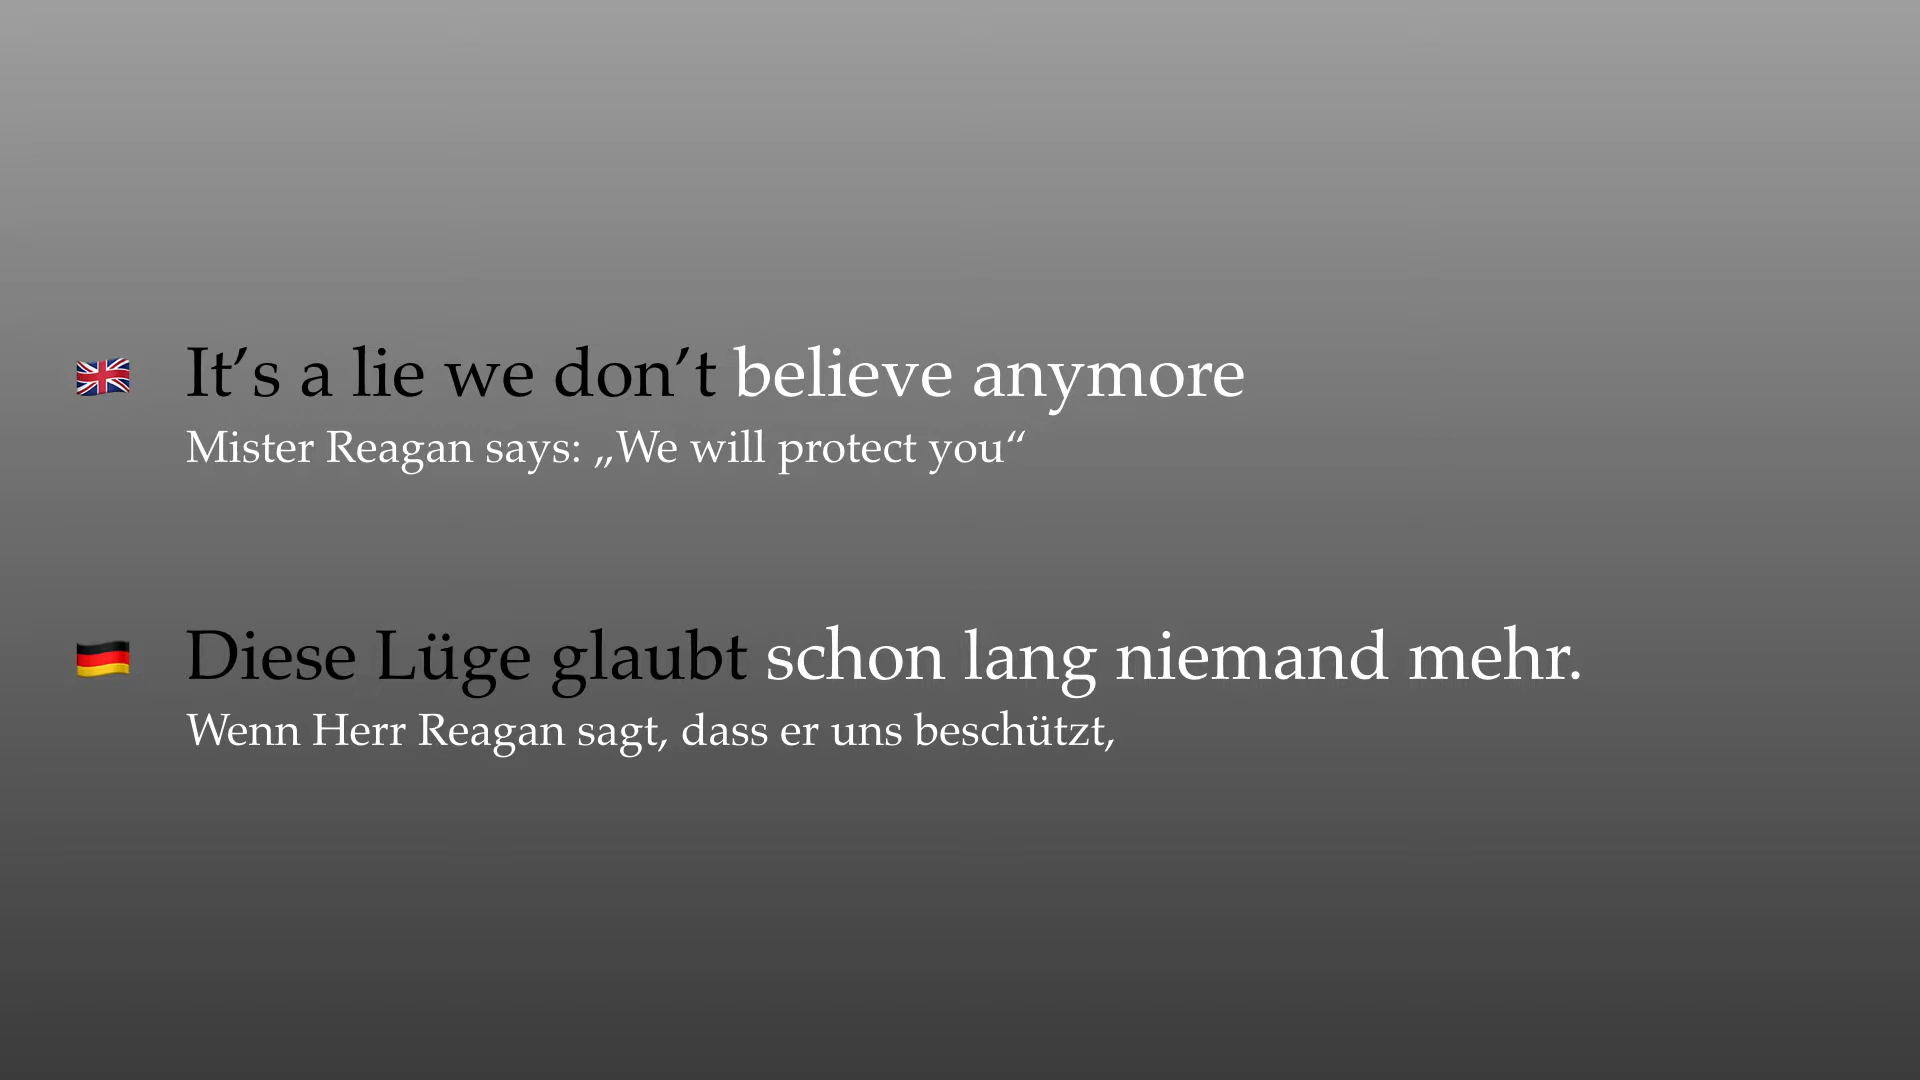 It’s a lie we don’t believe anymore
Mister Reagan says: „We will protect you“
Diese Lüge glaubt schon lang niemand mehr.
Wenn Herr Reagan sagt, dass er uns beschützt,